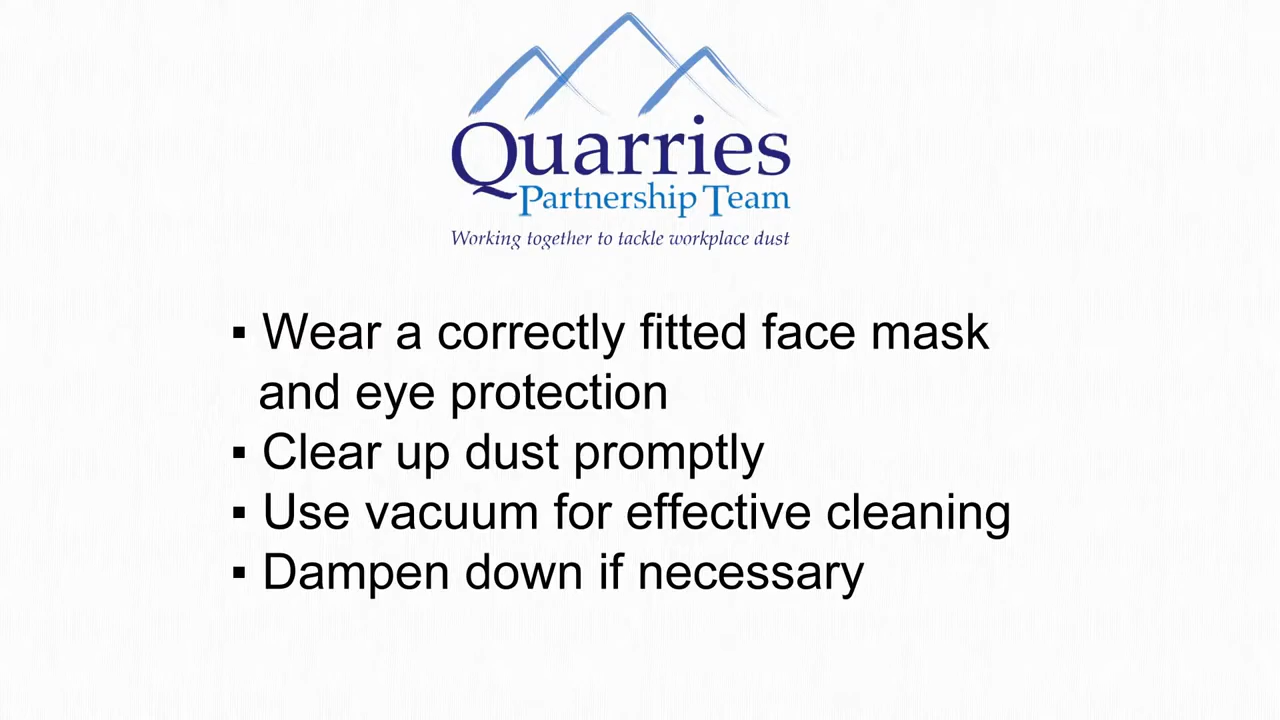 Quarries
Partnership Team
Working together to tackle workplace dust
▪ Wear a correctly fitted face mask
and eye protection
▪ Clear up dust promptly
▪ Use vacuum for effective cleaning
▪ Dampen down if necessary